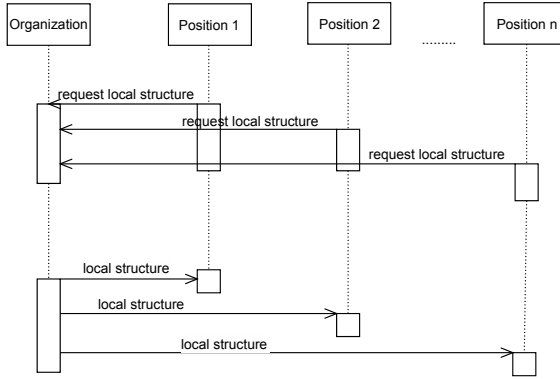 Organization
Position 1
Position 2
.........
Position n
request local structure
request local structure
request local structure
local structure
local structure
local structure